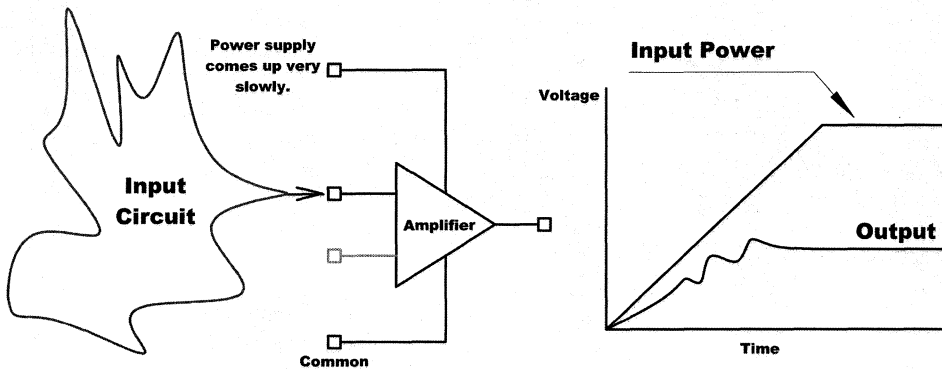 Power supply
comes up very
slowly.
Input
Circuit
Amplifier
Common
Input Power
Voltage
Output
Time